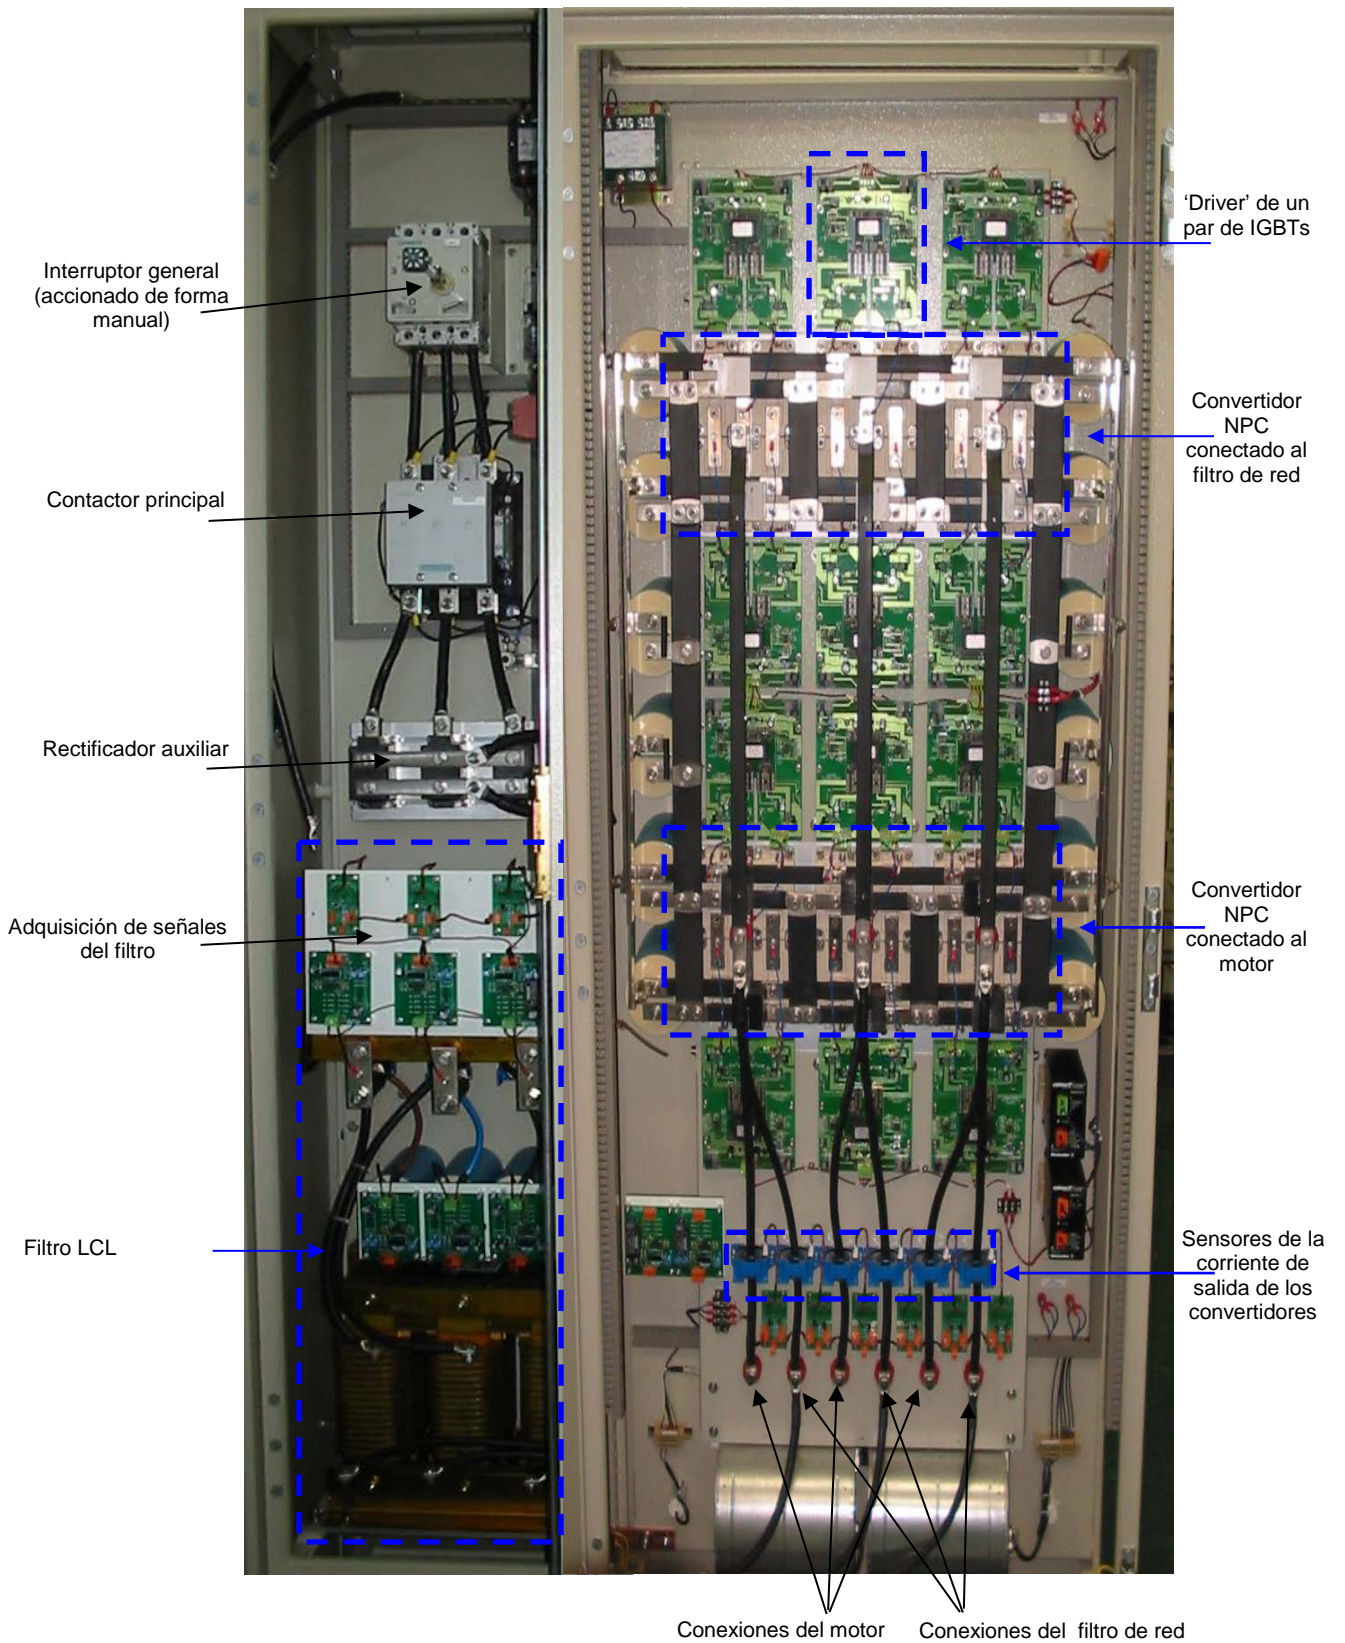 'Driver' de un
par de IGBTs
Interruptor general
(accionado de forma
manual)
Convertidor
NPC
conectado al
filtro de red
Contactor principal
Rectificador auxiliar
Adquisición de señales
del filtro
Convertidor
NPC
conectado al
motor
Filtro LCL
Sensores de la
corriente de
salida de los
convertidores
Conexiones del motor
Conexiones del filtro de red